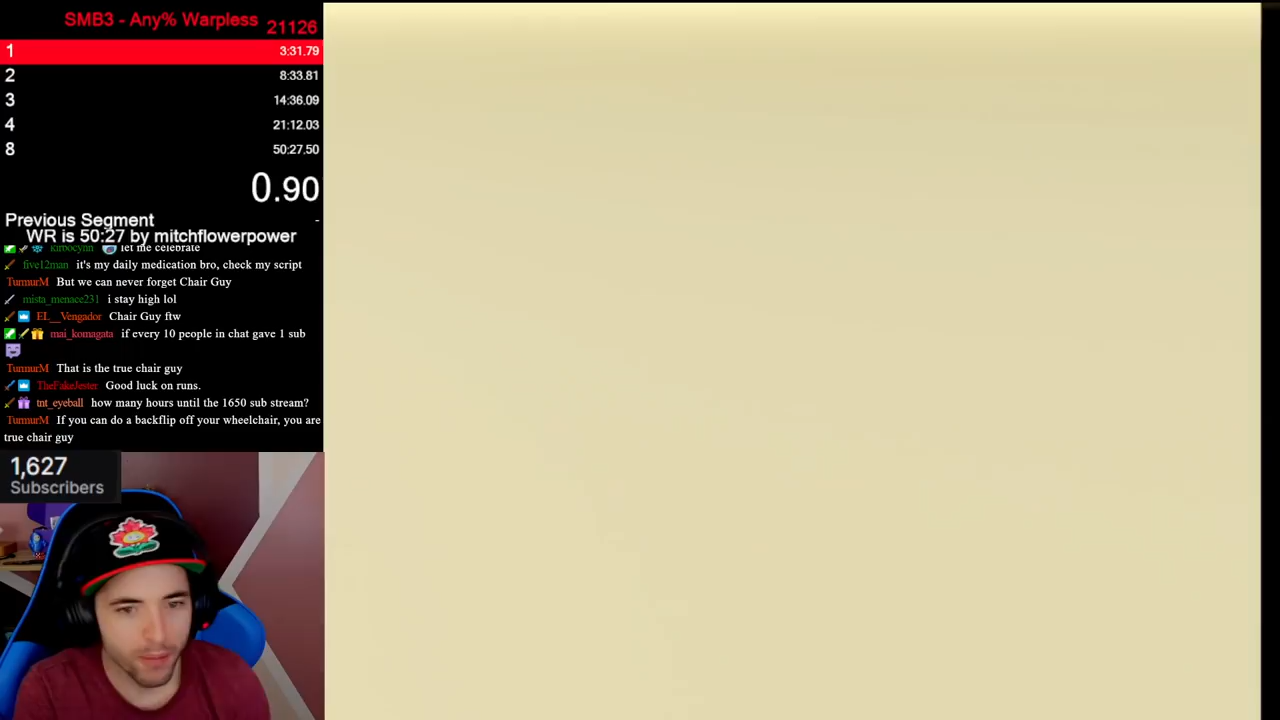 SMB3 - Any% Warpless 21126
1 3:31.79
2 8:33.81
3 14:36.09
4 21:12.03
8 50:27.50
0.90
Previous Segment -
WR is 50:27 by mitchflowerpower
kirbocynn let me celebrate
five12man it's my daily medication bro, check my script
TurmurM But we can never forget Chair Guy
mista_menace231 i stay high lol
EL__Vengador Chair Guy ftw
mai_komagata if every 10 people in chat gave 1 sub
TurmurM That is the true chair guy
TheFakeJester Good luck on runs.
tnt_eyeball how many hours until the 1650 sub stream?
TurmurM If you can do a backflip off your wheelchair, you are
true chair guy
1,627
Subscribers